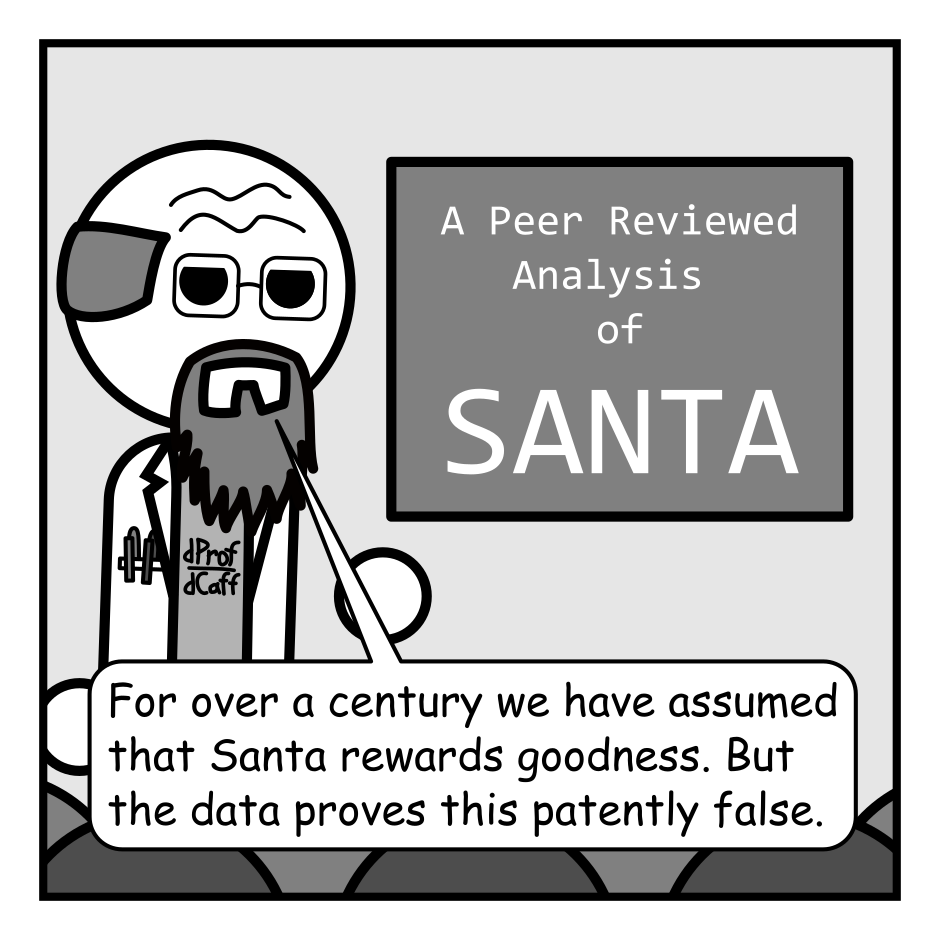 A Peer Reviewed
Analysis
of
SANTA
dProf
dCaff
For over a century we have assumed
that Santa rewards goodness. But
the data proves this patently false.